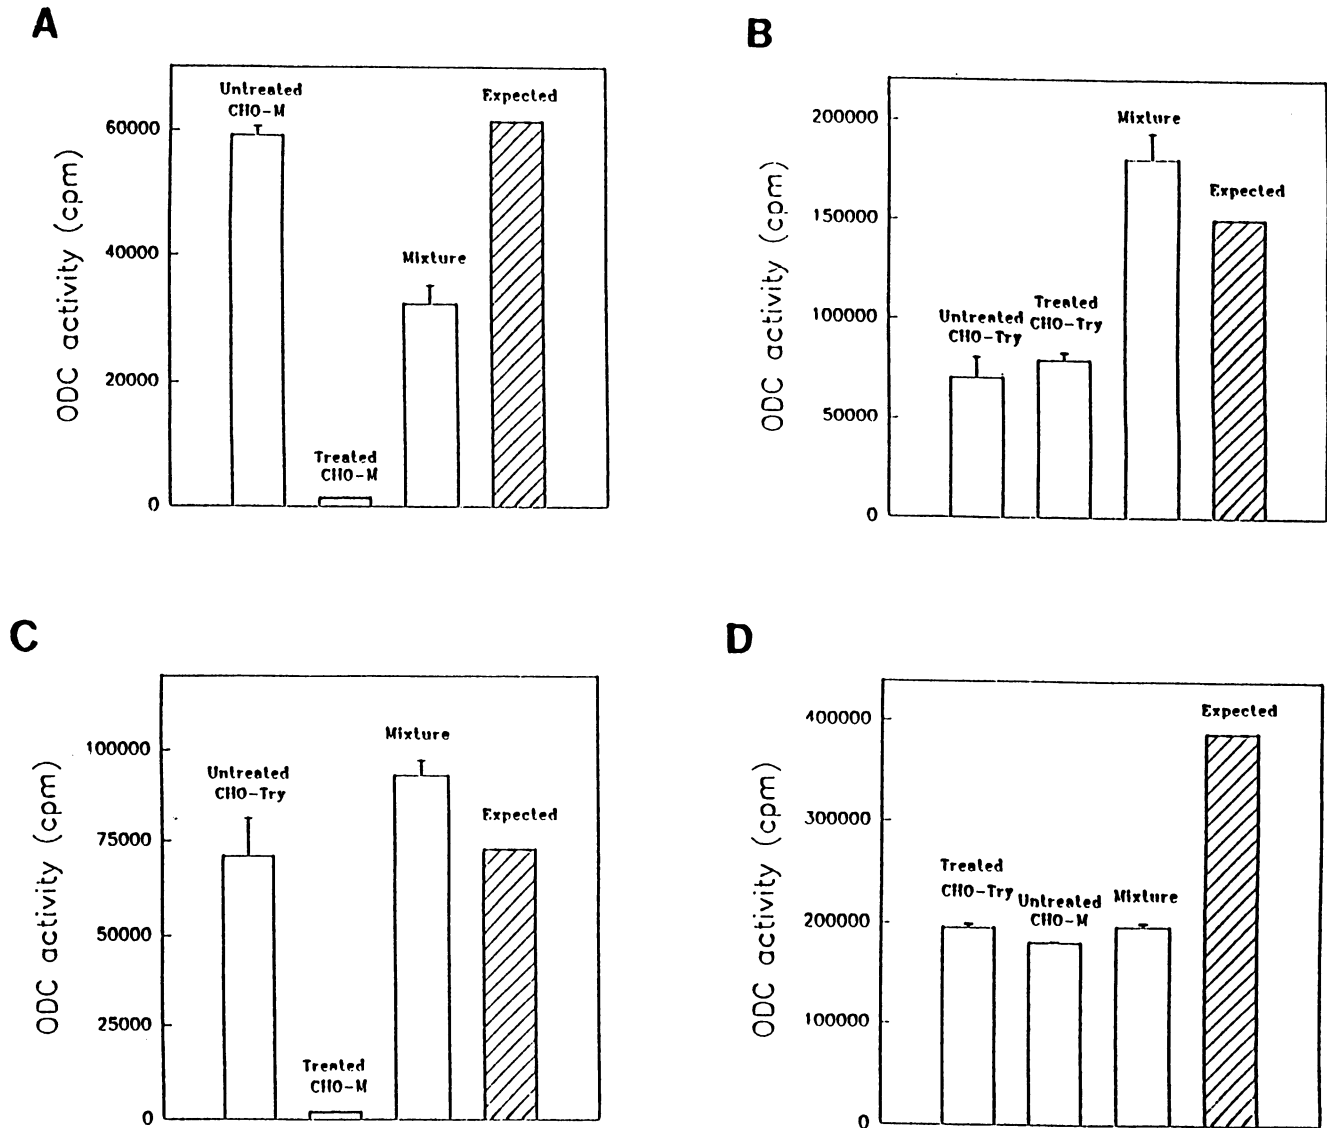 A
ODC activity (cpm)
60000
40000
20000
0
Untreated
CHO-M
Treated
CHO-M
Mixture
Expected
B
ODC activity (cpm)
200000
150000
100000
50000
0
Untreated
CHO-Try
Treated
CHO-Try
Mixture
Expected
C
ODC activity (cpm)
100000
75000
50000
25000
0
Untreated
CHO-Try
Treated
CHO-M
Mixture
Expected
D
ODC activity (cpm)
400000
300000
200000
100000
0
Treated
CHO-Try
Untreated
CHO-M
Mixture
Expected